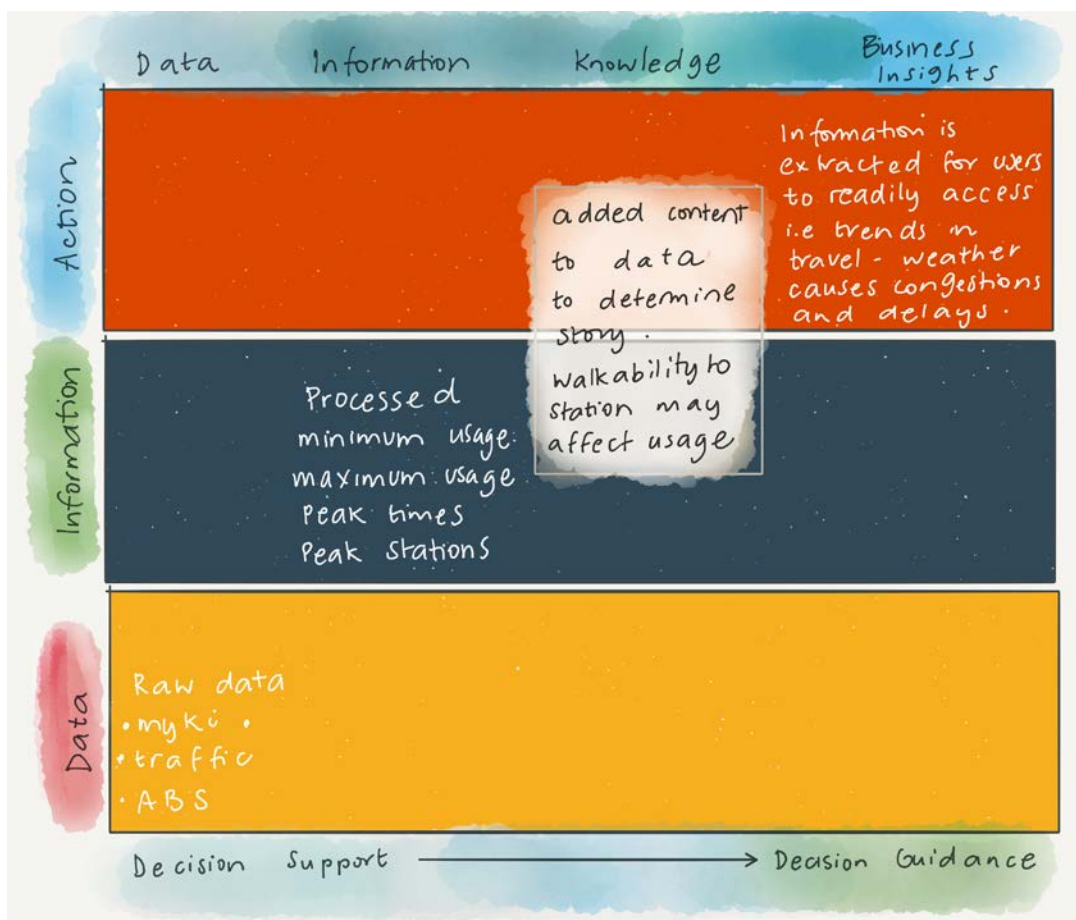 Data
Information
Knowledge
Business
Insights
Action
Information is
extracted for users
to readily access
i.e trends in
travel - weather
causes congestions
and delays.
added content
to data
to determine
story.
walkability to
station may
affect usage
Information
Processed
minimum usage
maximum usage
Peak times
Peak stations
Data
Raw data
• myki •
• traffic
• ABS
Decision Support
Decision Guidance